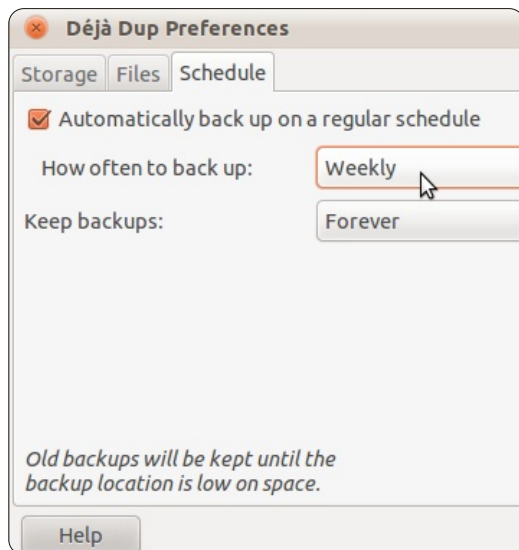 Déjà Dup Preferences
Storage Files Schedule
Automatically back up on a regular schedule
How often to back up: Weekly
Keep backups: Forever
Old backups will be kept until the
backup location is low on space.
Help